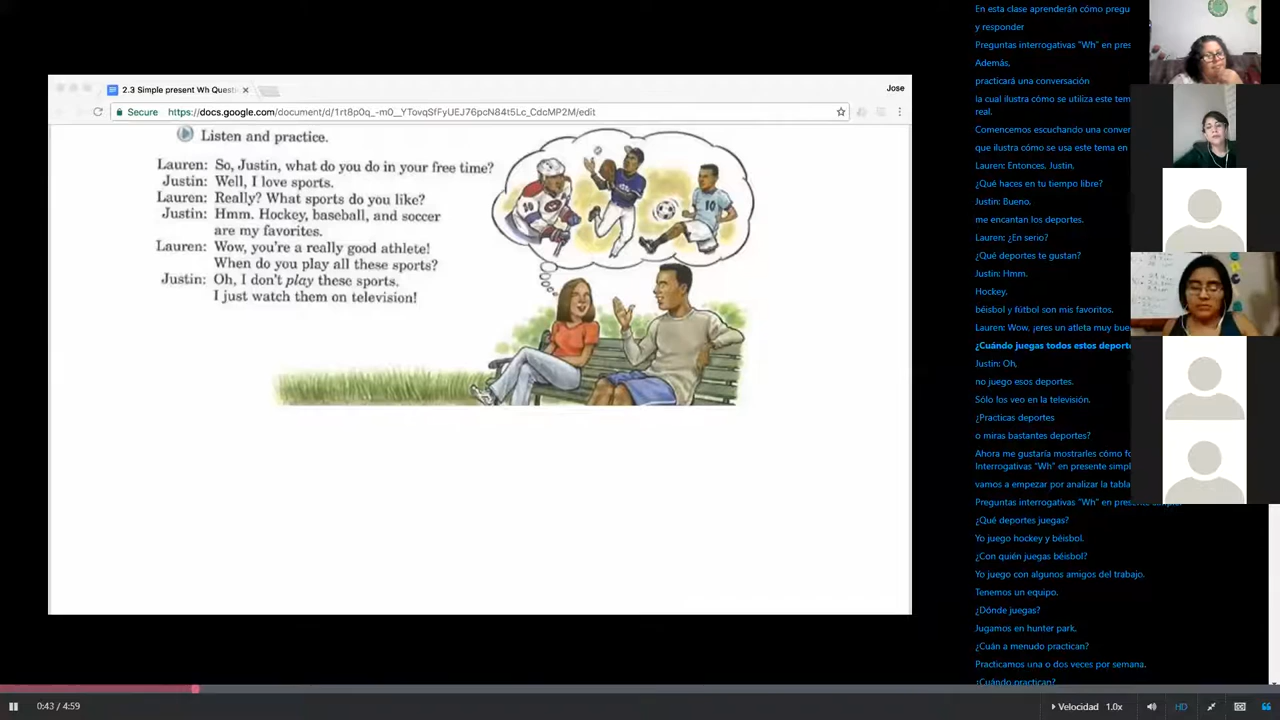 2.3 Simple present Wh Questi
Jose
Secure
https://docs.google.com/document/d/1rt8p0q_-m0__YTovqSfFyUEJ76pcN84t5Lc_CdcMP2M/edit
Listen and practice.
Lauren: So, Justin, what do you do in your free time?
Justin: Well, I love sports.
Lauren: Really? What sports do you like?
Justin: Hmm. Hockey, baseball, and soccer
are my favorites.
Lauren: Wow, you're a really good athlete!
When do you play all these sports?
Justin: Oh, I don't play these sports.
I just watch them on television!
10
10
En esta clase aprenderán cómo pregu
y responder
Preguntas interrogativas "Wh" en pres
Además,
practicará una conversación
la cual ilustra cómo se utiliza este tem
real.
Comencemos escuchando una conver
que ilustra cómo se usa este tema en
Lauren: Entonces, Justin,
¿Qué haces en tu tiempo libre?
Justin: Bueno,
me encantan los deportes.
Lauren: ¿En serio?
¿Qué deportes te gustan?
Justin: Hmm.
Hockey,
béisbol y fútbol son mis favoritos.
Lauren: Wow, ¡eres un atleta muy bue
¿Cuándo juegas todos estos deporte
Justin: Oh,
no juego esos deportes.
Sólo los veo en la televisión.
¿Practicas deportes
o miras bastantes deportes?
Ahora me gustaría mostrarles cómo fo
Interrogativas "Wh" en presente simpl
vamos a empezar por analizar la tabla
Preguntas interrogativas "Wh" en presente simple.
¿Qué deportes juegas?
Yo juego hockey y béisbol.
¿Con quién juegas béisbol?
Yo juego con algunos amigos del trabajo.
Tenemos un equipo.
¿Dónde juegas?
Jugamos en hunter park.
¿Cuán a menudo practican?
Practicamos una o dos veces por semana.
¿Cuándo practican?
0:43 / 4:59
Velocidad 1.0x
HD
CC